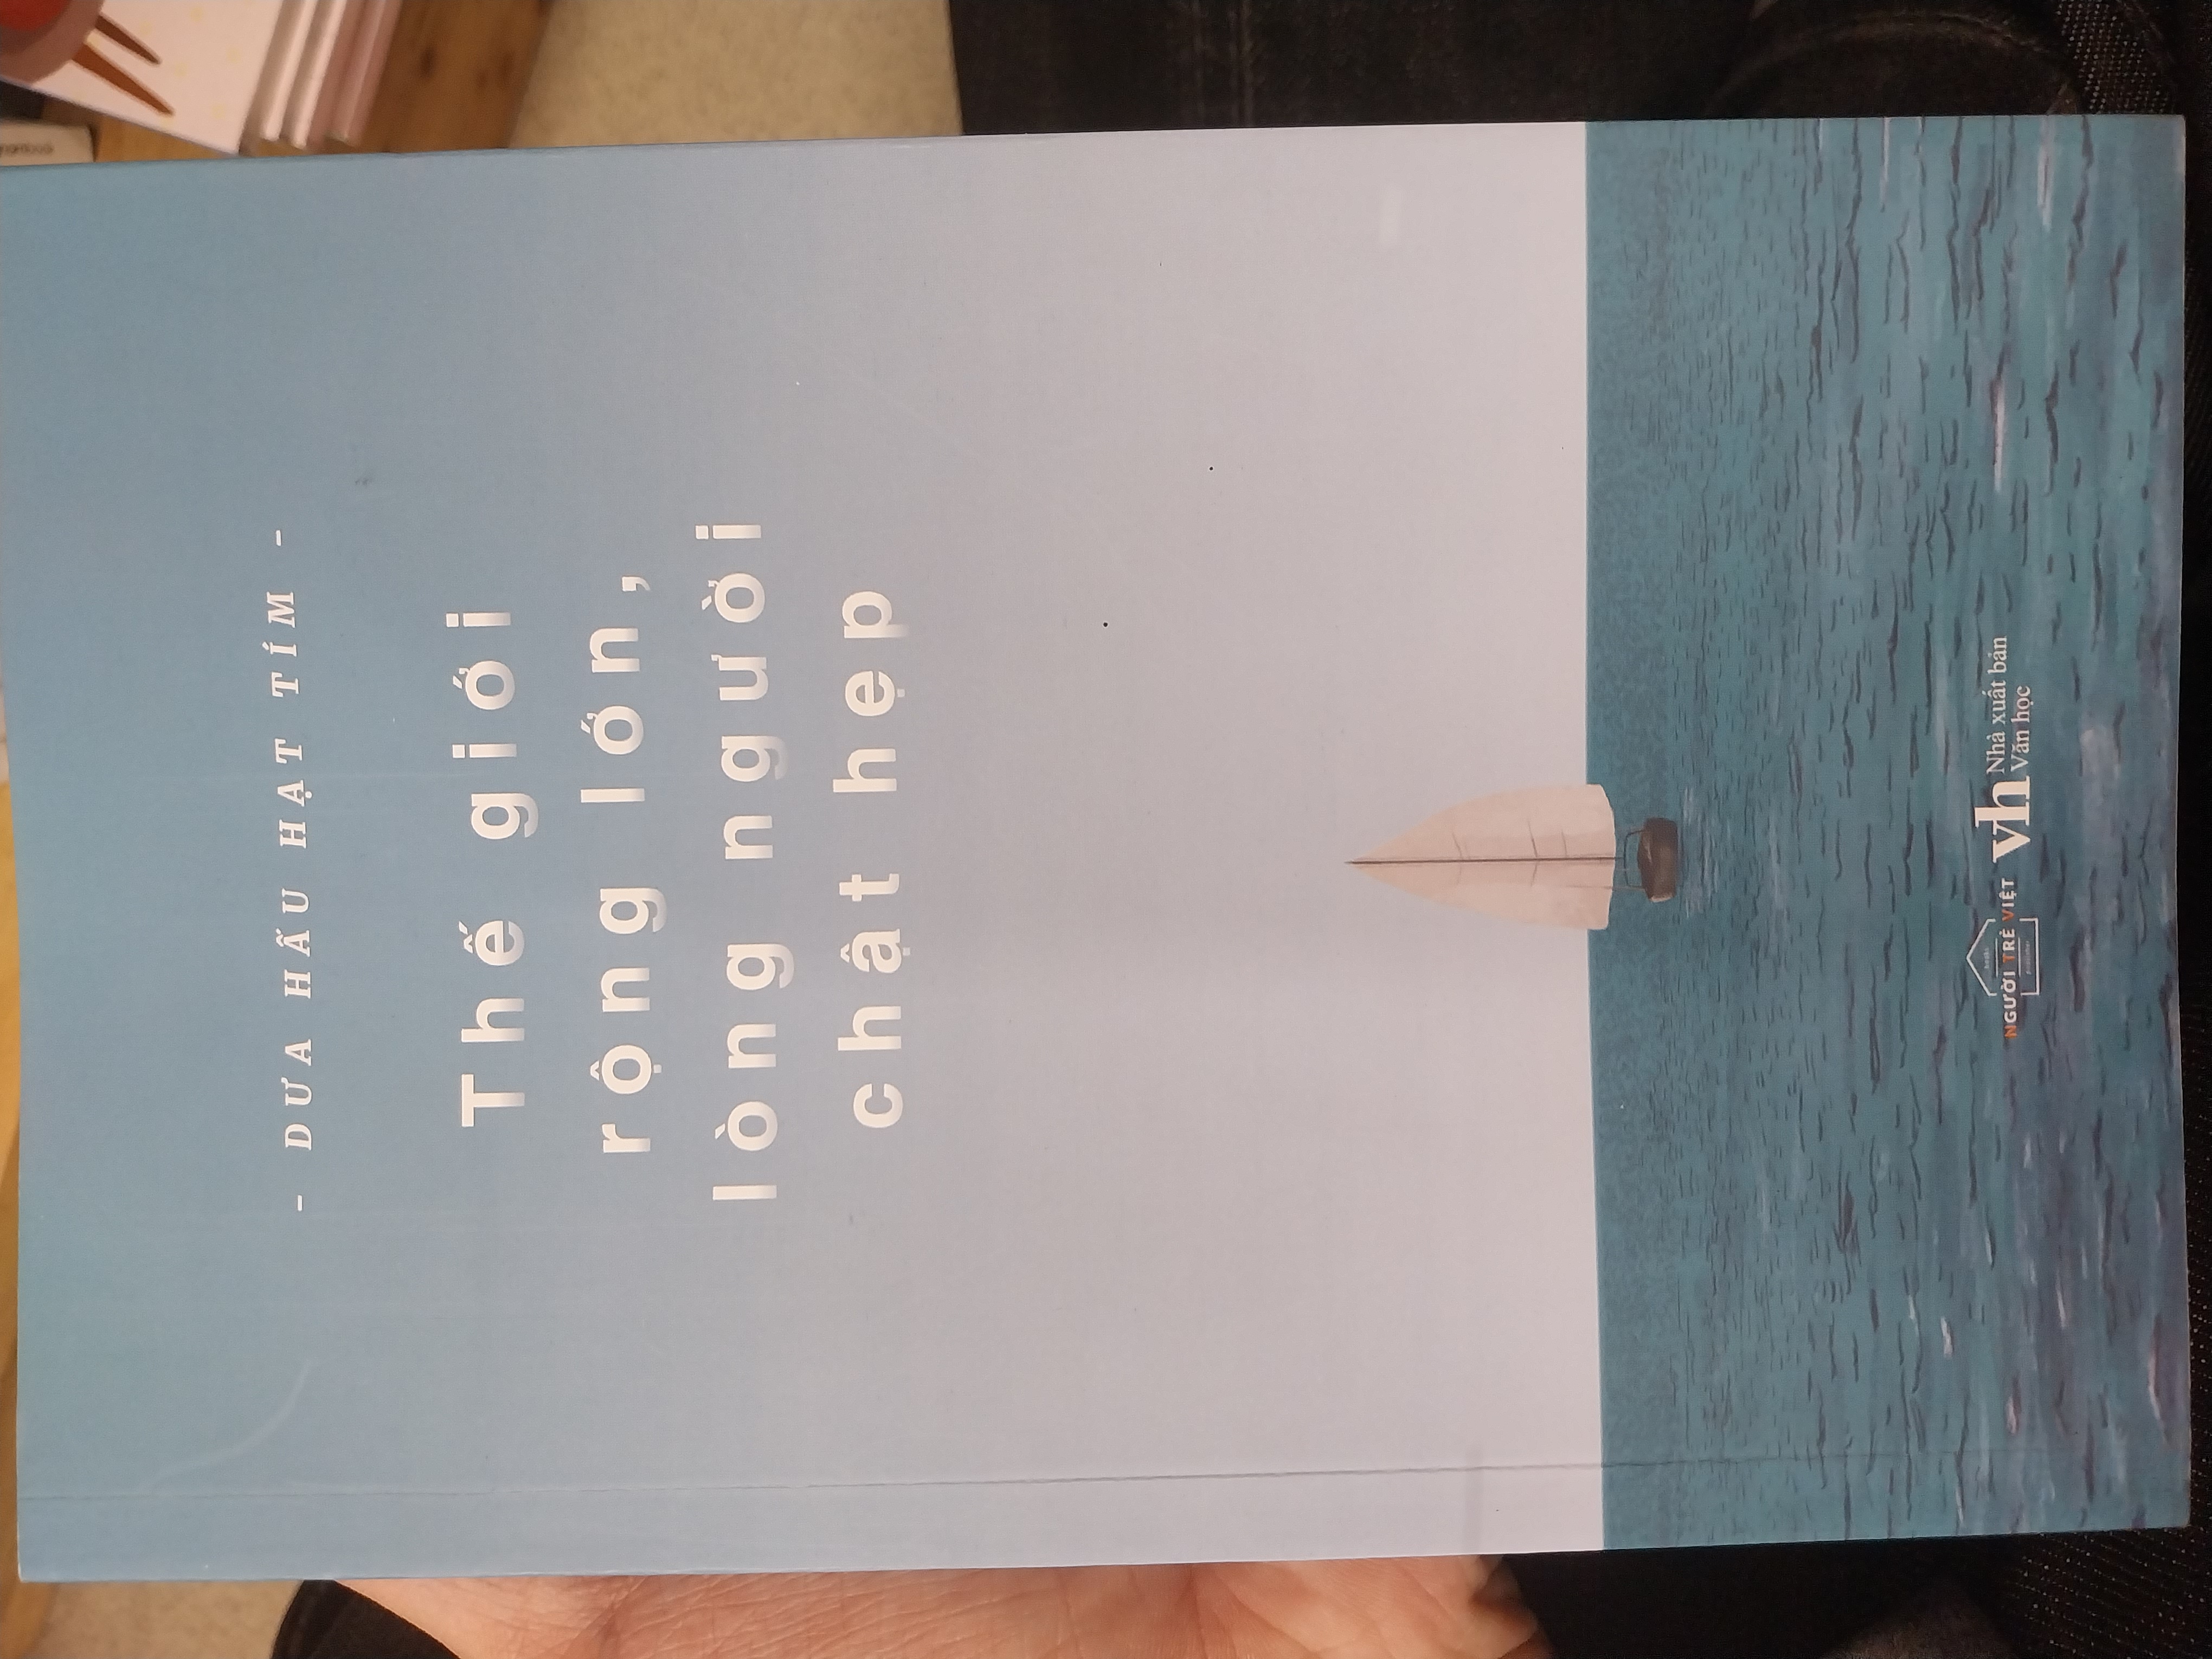 - DƯA HẤU HẠT TÍM -
Thế giới
rộng lớn,
lòng người
chật hẹp
books
NGƯỜI TRẺ VIỆT
publisher
vh
Nhà xuất bản
Văn học